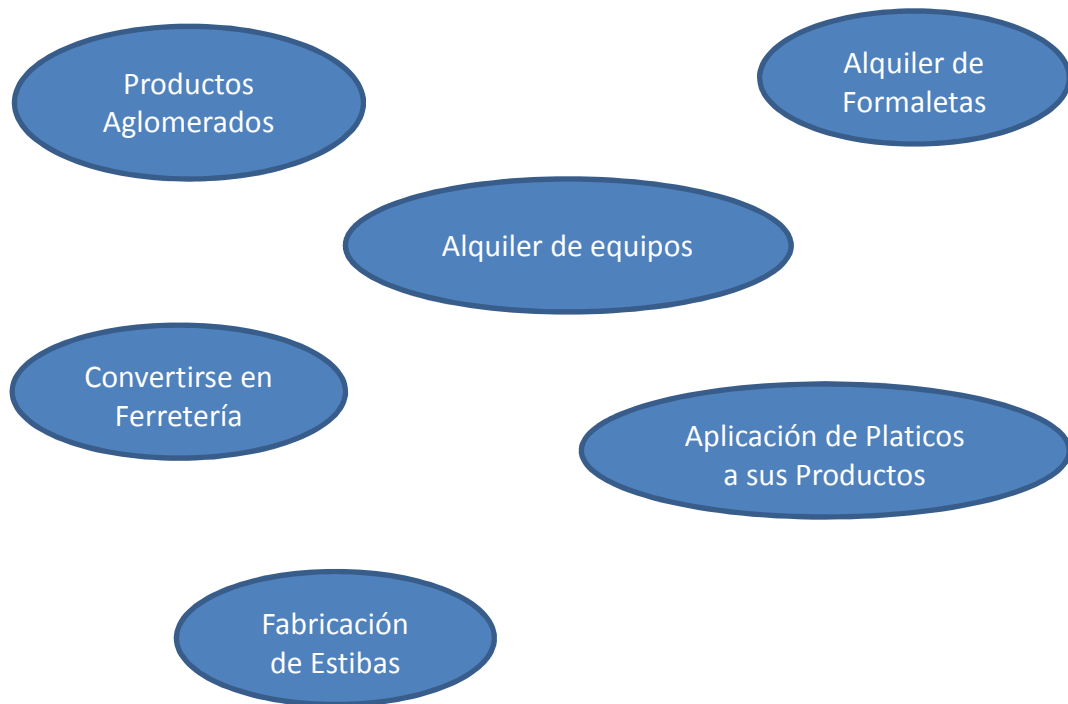 Productos
Aglomerados
Alquiler de
Formaletas
Alquiler de equipos
Convertirse en
Ferretería
Aplicación de Platicos
a sus Productos
Fabricación
de Estibas